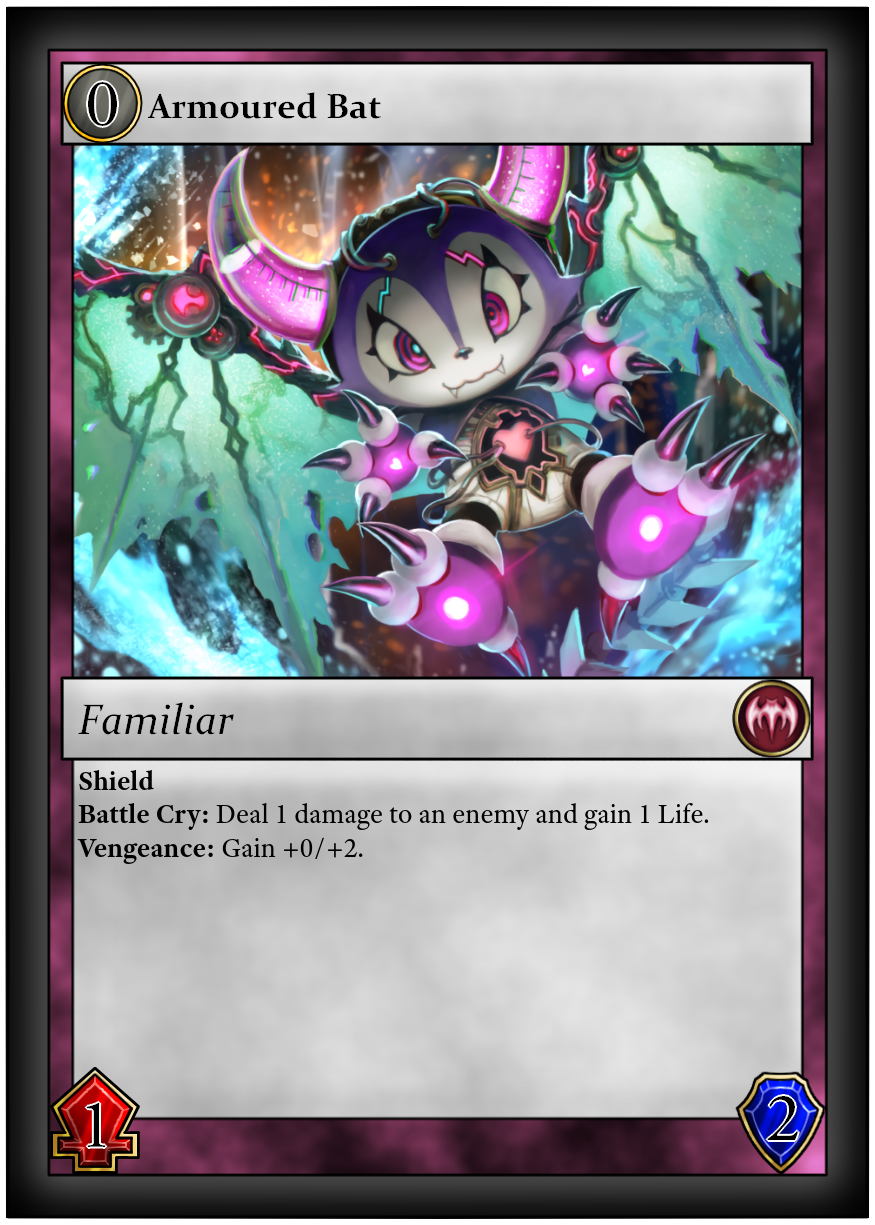 0 Armoured Bat
Familiar
Shield
Battle Cry: Deal 1 damage to an enemy and gain 1 Life.
Vengeance: Gain +0/+2.
1
2